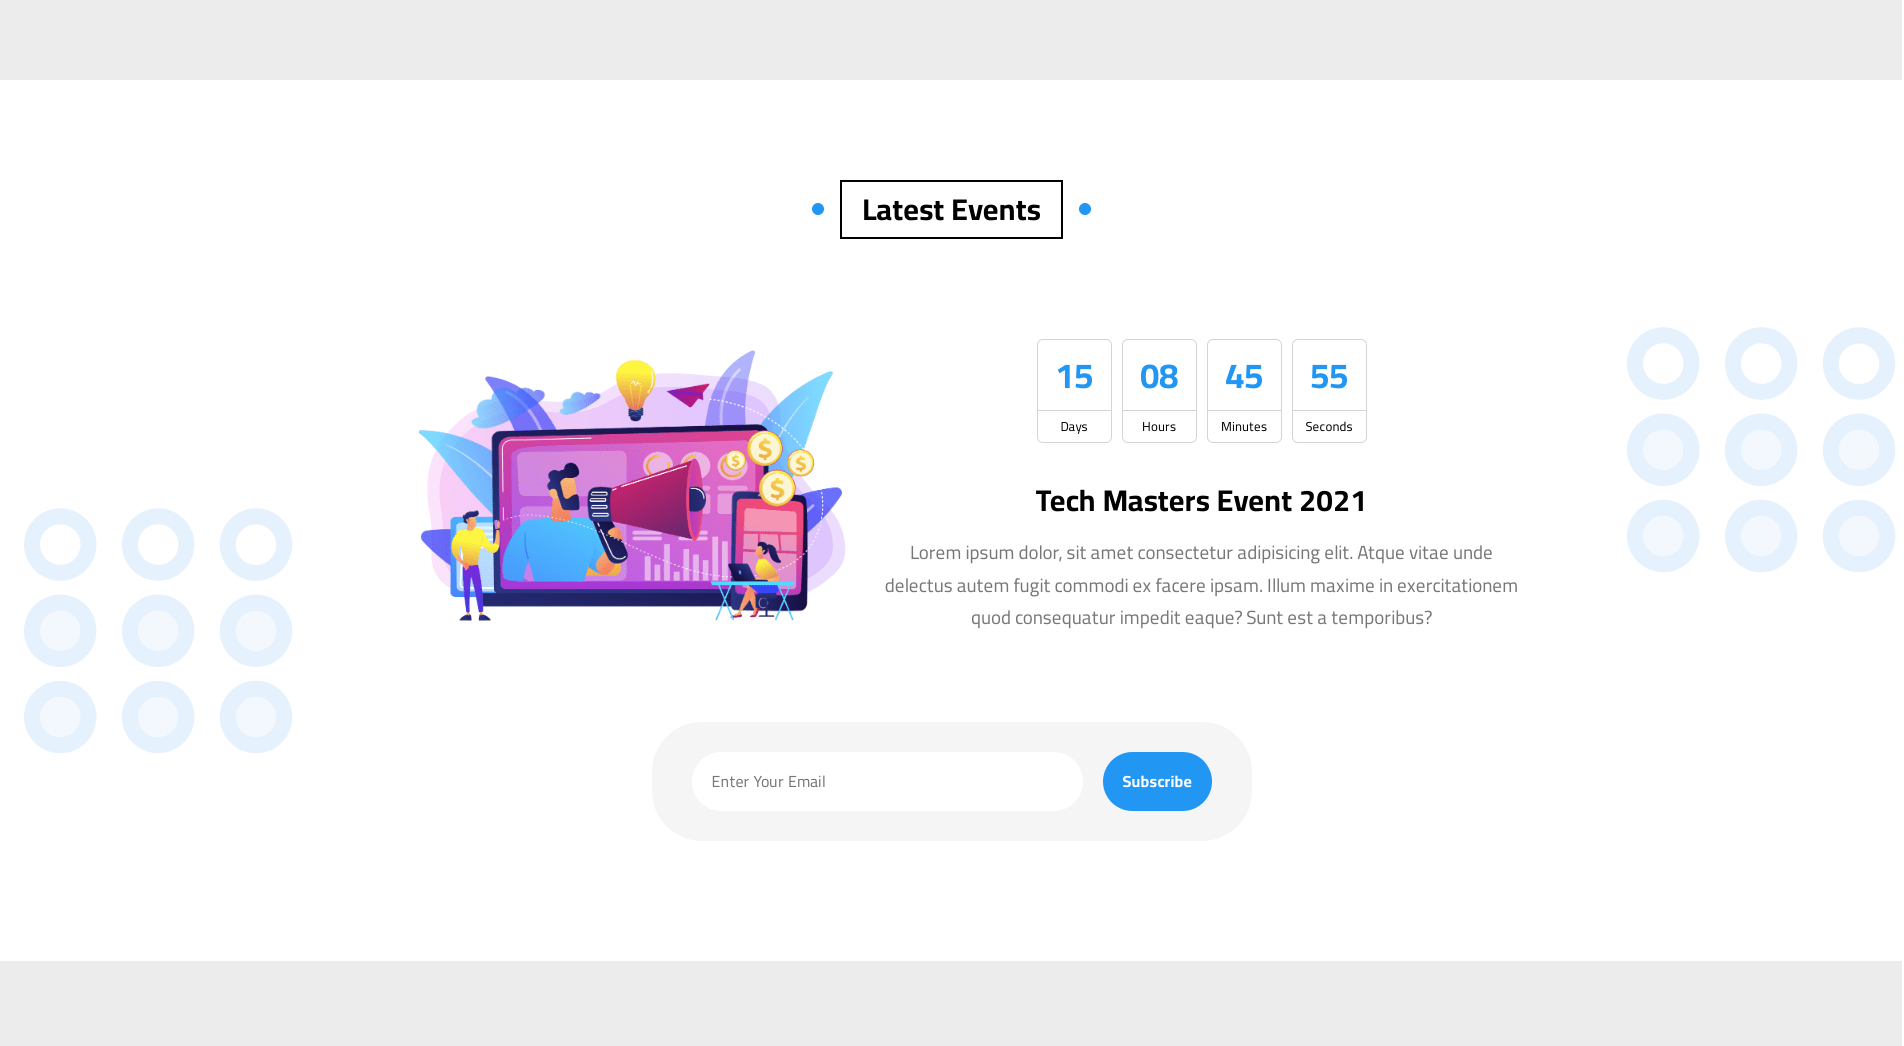 Latest Events
15 08 45 55
Days Hours Minutes Seconds
Tech Masters Event 2021
Lorem ipsum dolor, sit amet consectetur adipisicing elit. Atque vitae unde
delectus autem fugit commodi ex facere ipsam. Illum maxime in exercitationem
quod consequatur impedit eaque? Sunt est a temporibus?
Enter Your Email
Subscribe